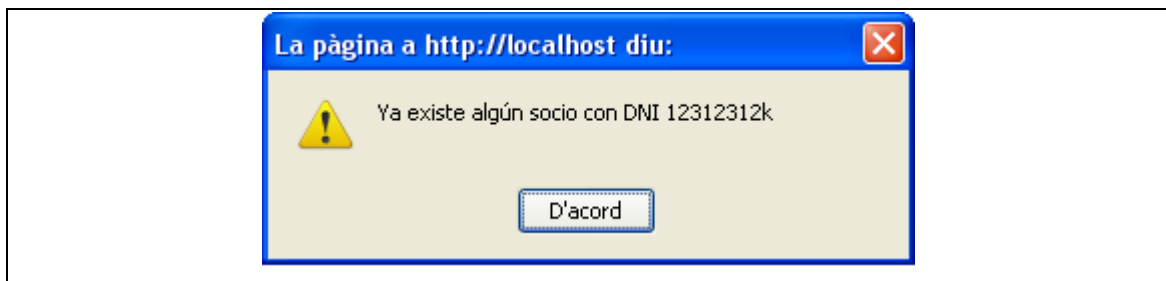 La pàgina a http://localhost diu:
Ya existe algún socio con DNI 12312312k
D'acord